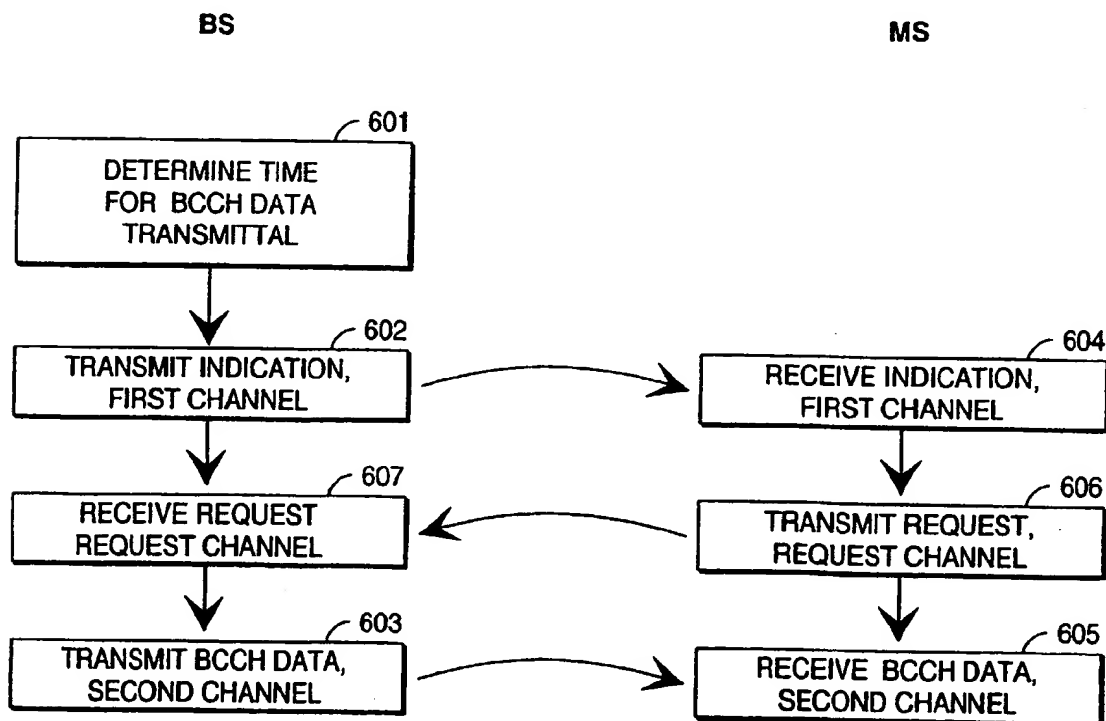 BS
MS
601
DETERMINE TIME
FOR BCCH DATA
TRANSMITTAL
602
TRANSMIT INDICATION,
FIRST CHANNEL
604
RECEIVE INDICATION,
FIRST CHANNEL
607
RECEIVE REQUEST
REQUEST CHANNEL
606
TRANSMIT REQUEST,
REQUEST CHANNEL
603
TRANSMIT BCCH DATA,
SECOND CHANNEL
605
RECEIVE BCCH DATA,
SECOND CHANNEL